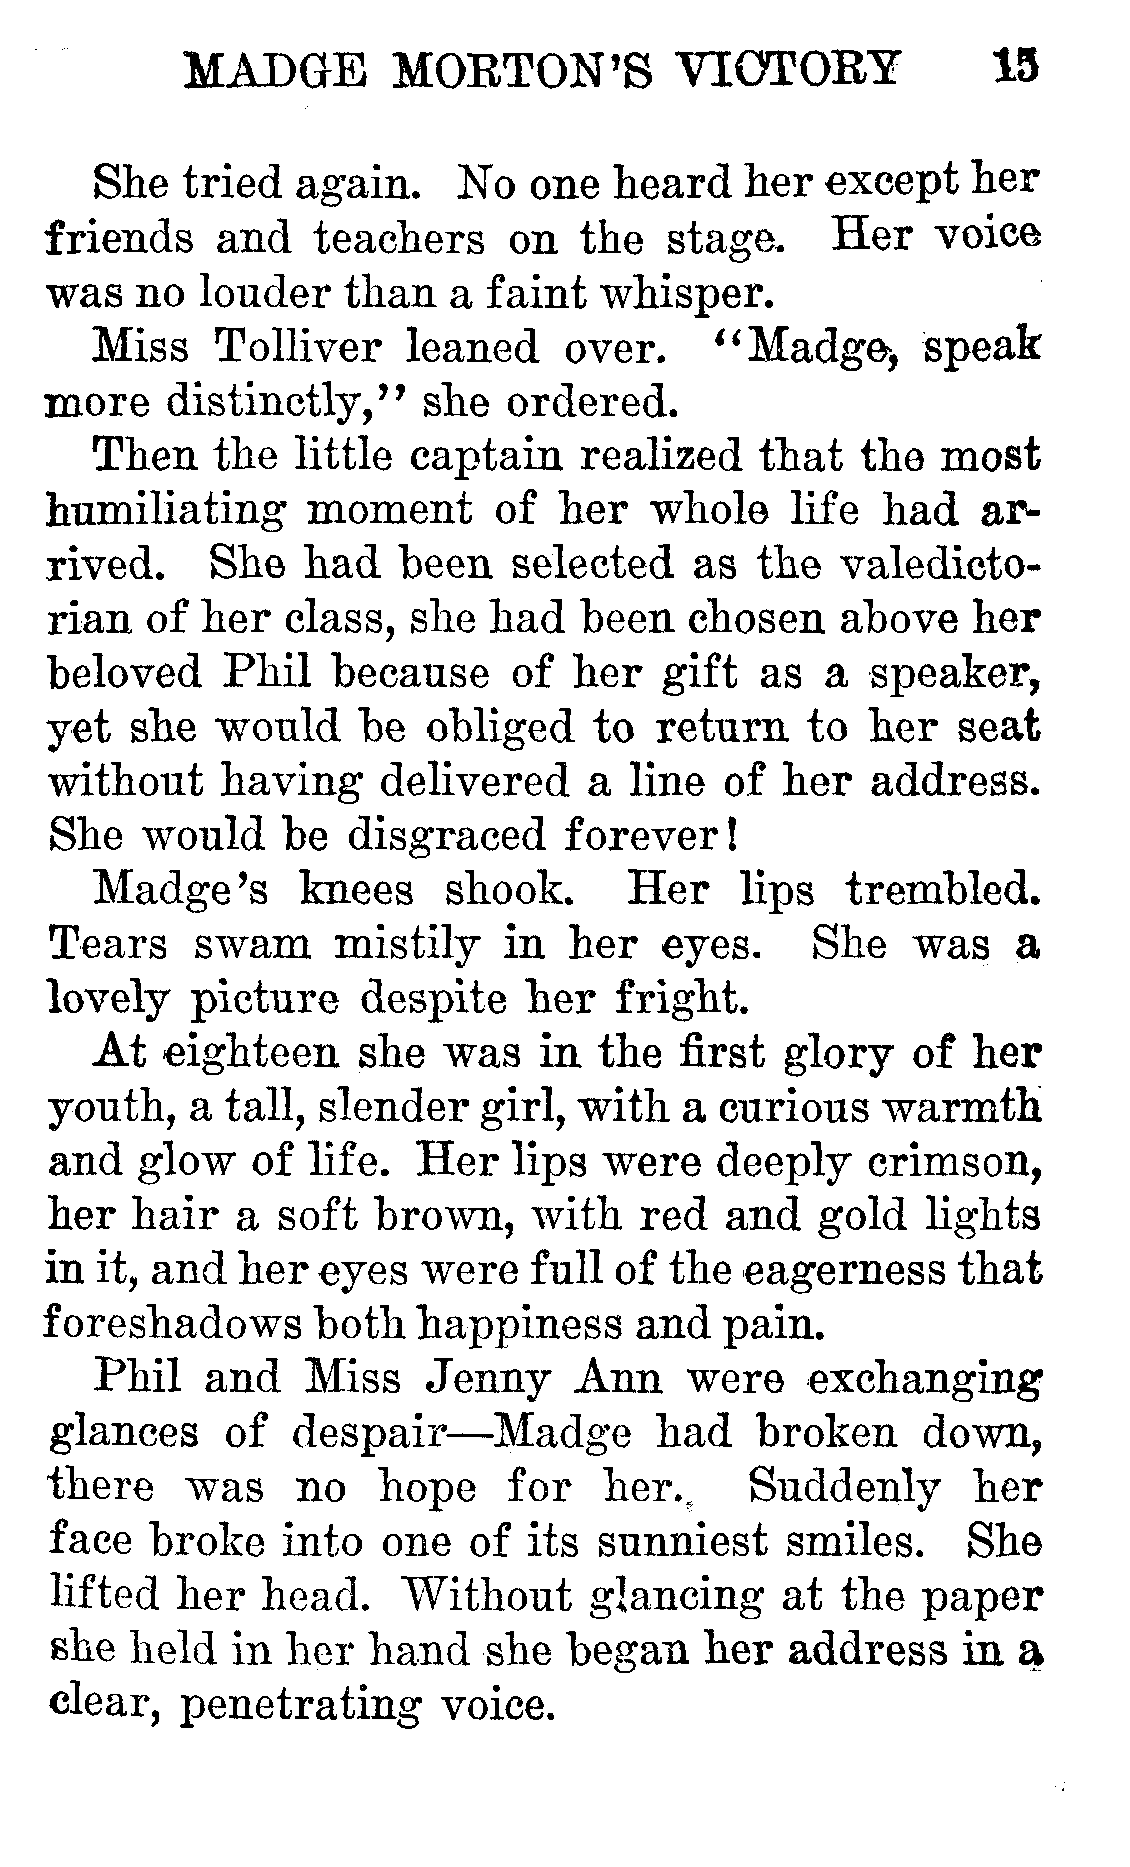 MADGE MORTON'S VICTORY 15
She tried again. No one heard her except her
friends and teachers on the stage. Her voice
was no louder than a faint whisper.
Miss Tolliver leaned over. "Madge, speak
more distinctly," she ordered.
Then the little captain realized that the most
humiliating moment of her whole life had ar-
rived. She had been selected as the valedicto-
rian of her class, she had been chosen above her
beloved Phil because of her gift as a speaker,
yet she would be obliged to return to her seat
without having delivered a line of her address.
She would be disgraced forever!
Madge's knees shook. Her lips trembled.
Tears swam mistily in her eyes. She was a
lovely picture despite her fright.
At eighteen she was in the first glory of her
youth, a tall, slender girl, with a curious warmth
and glow of life. Her lips were deeply crimson,
her hair a soft brown, with red and gold lights
in it, and her eyes were full of the eagerness that
foreshadows both happiness and pain.
Phil and Miss Jenny Ann were exchanging
glances of despair—Madge had broken down,
there was no hope for her. Suddenly her
face broke into one of its sunniest smiles. She
lifted her head. Without glancing at the paper
she held in her hand she began her address in a
clear, penetrating voice.